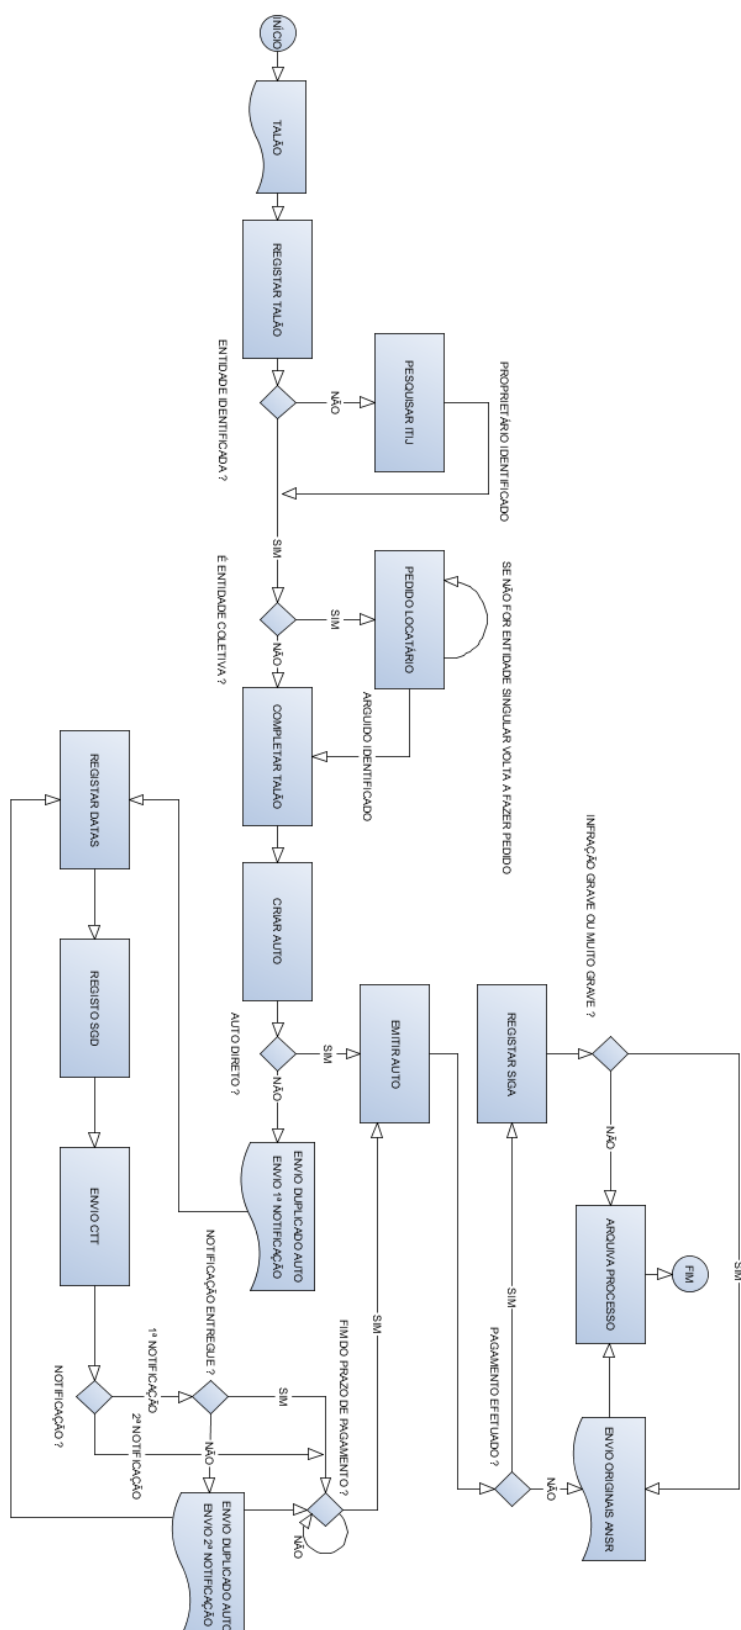 INÍCIO
TALÃO
REGISTAR TALÃO
ENTIDADE IDENTIFICADA ?
NÃO
PESQUISAR ITIJ
PROPRIETÁRIO IDENTIFICADO
SIM
É ENTIDADE COLETIVA ?
SIM
PEDIDO LOCATÁRIO
SE NÃO FOR ENTIDADE SINGULAR VOLTA A FAZER PEDIDO
ARGUIDO IDENTIFICADO
NÃO
COMPLETAR TALÃO
CRIAR AUTO
AUTO DIRETO ?
SIM
NÃO
ENVIO DUPLICADO AUTO
ENVIO 1ª NOTIFICAÇÃO
REGISTAR DATAS
REGISTO SGD
ENVIO CTT
NOTIFICAÇÃO ?
1ª NOTIFICAÇÃO
2ª NOTIFICAÇÃO
NOTIFICAÇÃO ENTREGUE ?
SIM
NÃO
ENVIO DUPLICADO AUTO
ENVIO 2ª NOTIFICAÇÃO
FIM DO PRAZO DE PAGAMENTO ?
NÃO
SIM
EMITIR AUTO
PAGAMENTO EFETUADO ?
SIM
NÃO
REGISTAR SIGA
INFRAÇÃO GRAVE OU MUITO GRAVE ?
NÃO
SIM
ENVIO ORIGINAIS ANSR
ARQUIVA PROCESSO
FIM